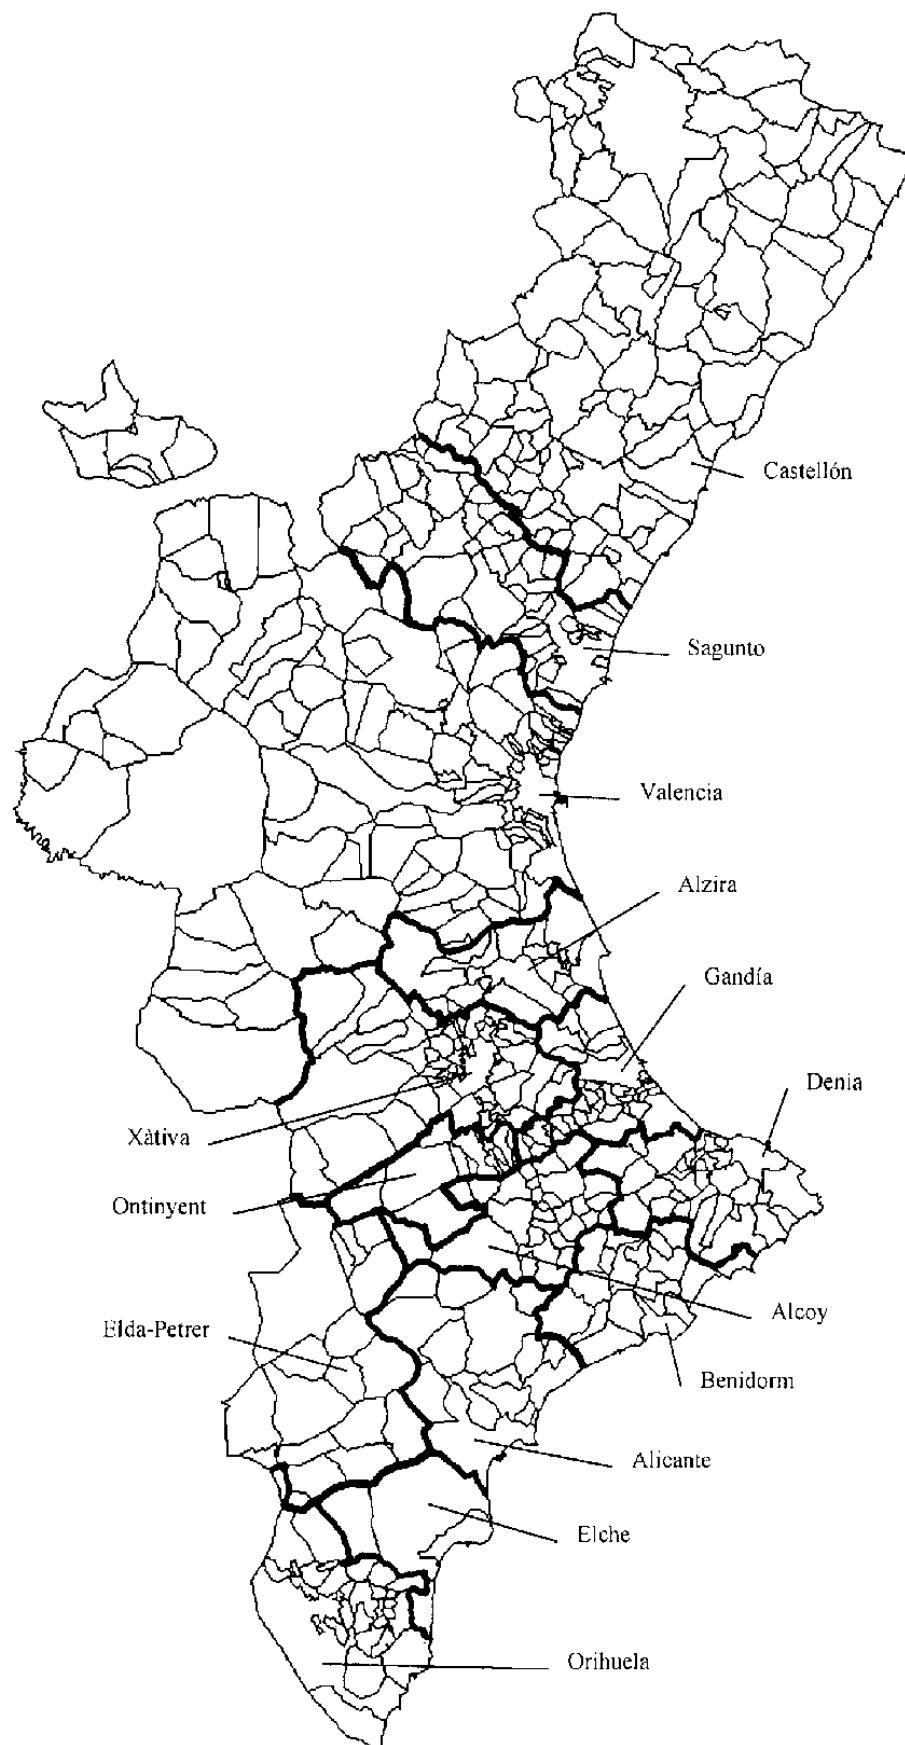 Castellón
Sagunto
Valencia
Alzira
Gandía
Denia
Xàtiva
Ontinyent
Alcoy
Elda-Petrer
Benidorm
Alicante
Elche
Orihuela